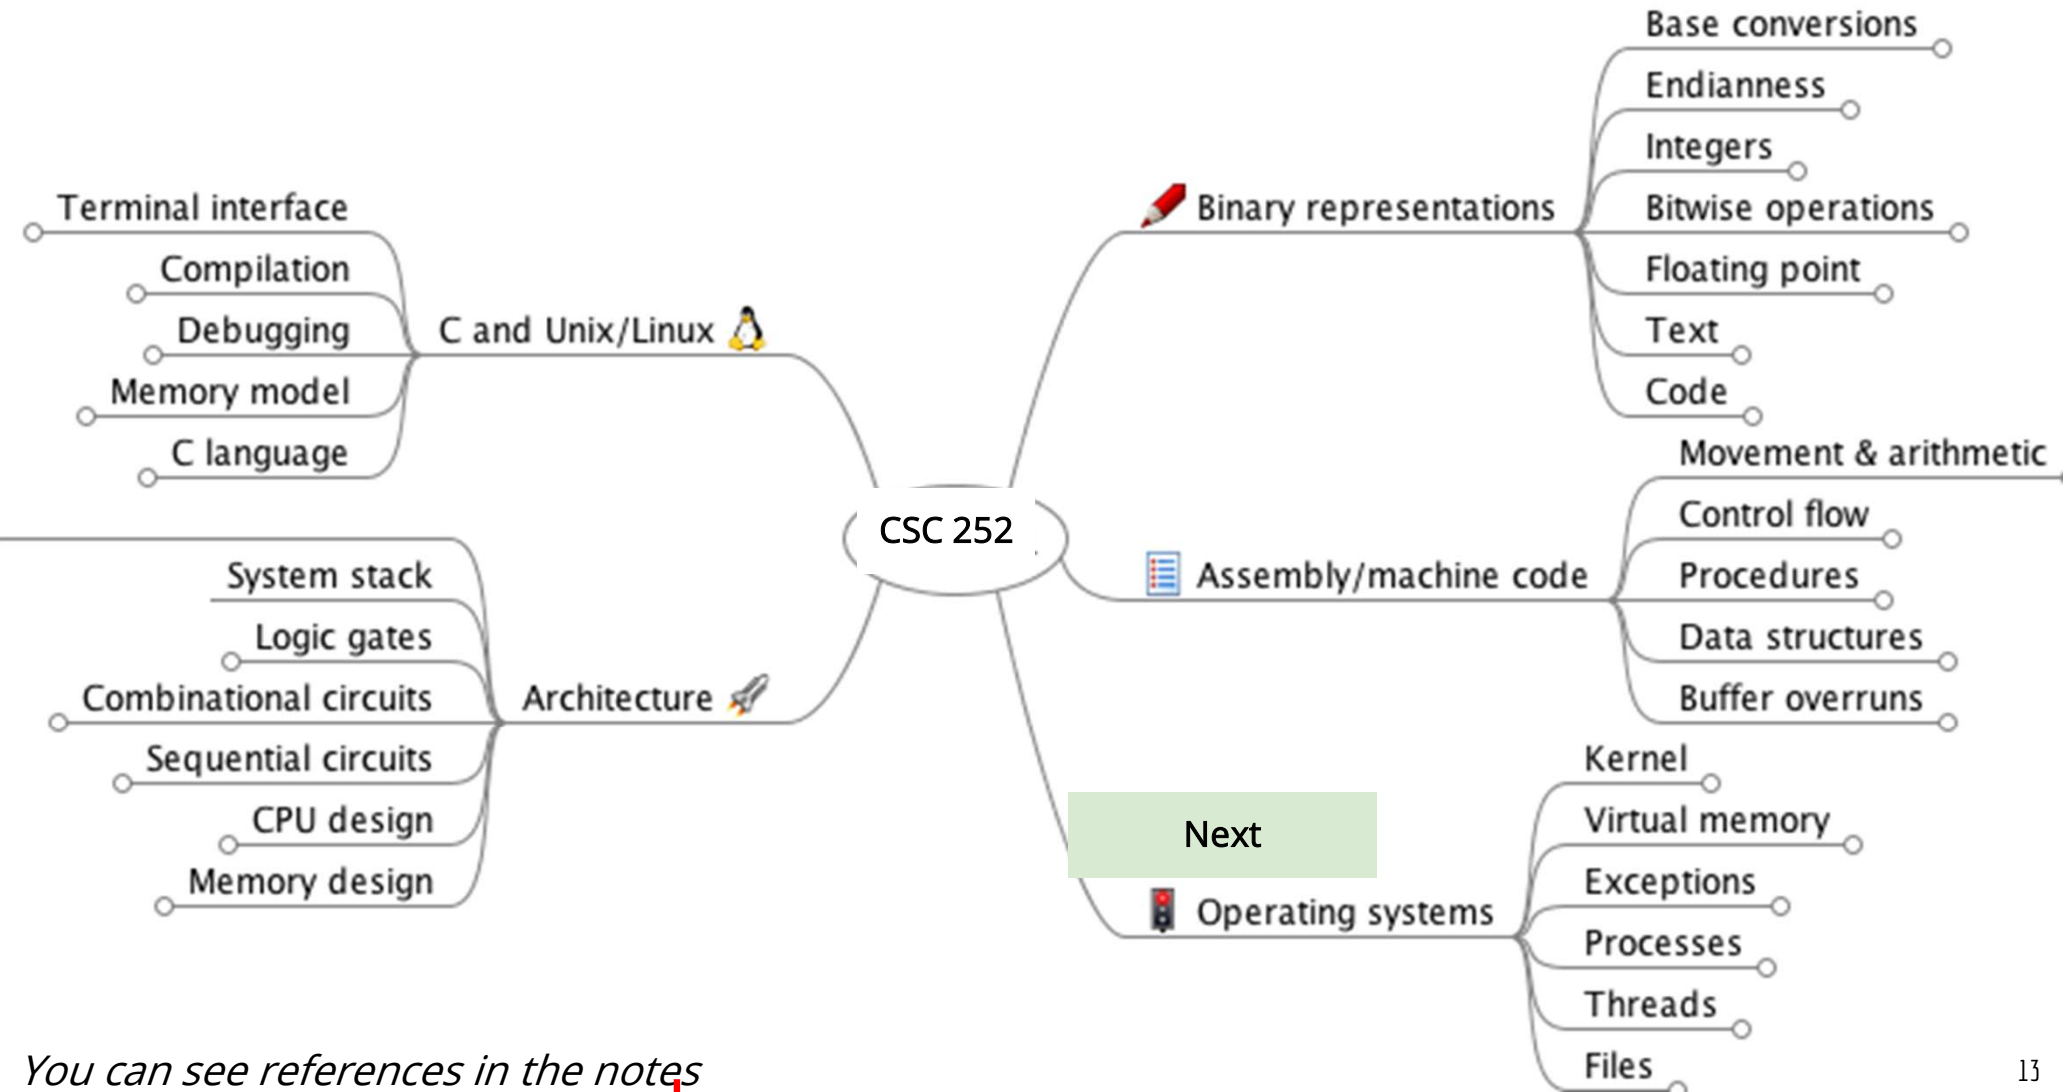 Base conversions
Endianness
Integers
Binary representations
Bitwise operations
Floating point
Text
Code
Terminal interface
Compilation
Debugging
C and Unix/Linux
Memory model
C language
CSC 252
Movement & arithmetic
Control flow
Assembly/machine code
Procedures
Data structures
Buffer overruns
System stack
Logic gates
Combinational circuits
Architecture
Sequential circuits
CPU design
Memory design
Next
Kernel
Virtual memory
Exceptions
Operating systems
Processes
Threads
Files
You can see references in the notes
13